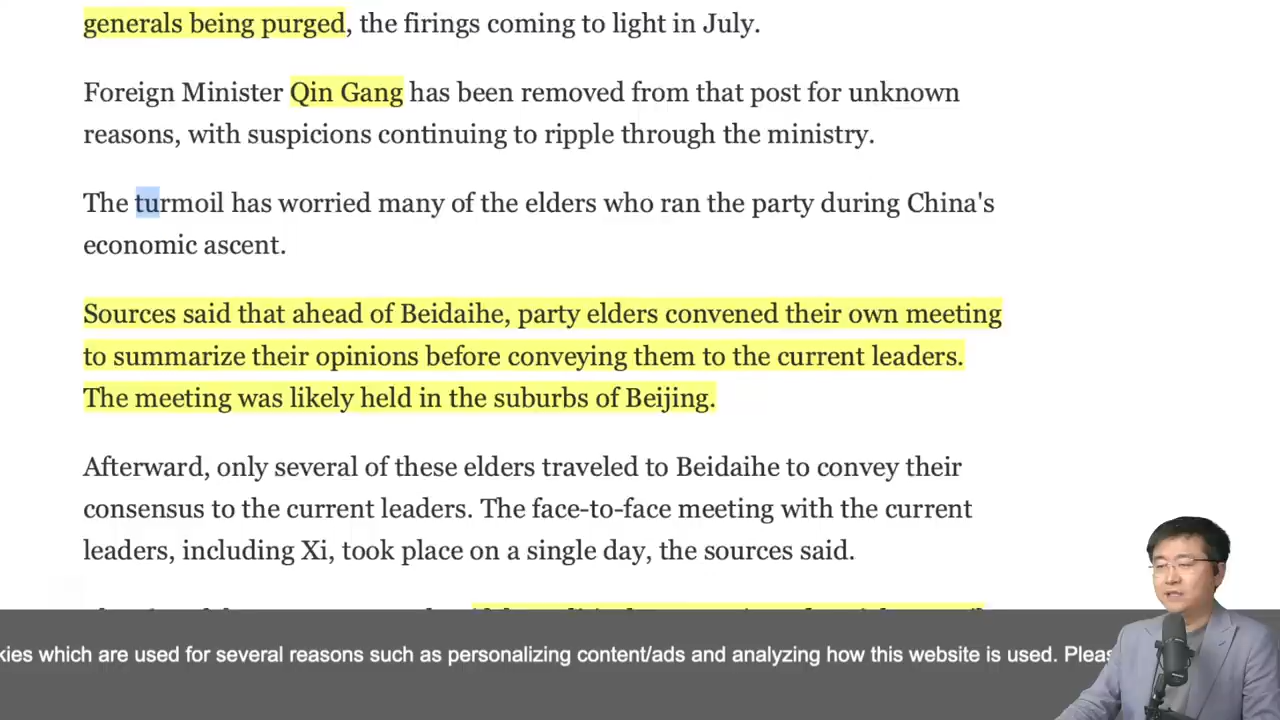 generals being purged, the firings coming to light in July.
Foreign Minister Qin Gang has been removed from that post for unknown
reasons, with suspicions continuing to ripple through the ministry.
The turmoil has worried many of the elders who ran the party during China's
economic ascent.
Sources said that ahead of Beidaihe, party elders convened their own meeting
to summarize their opinions before conveying them to the current leaders.
The meeting was likely held in the suburbs of Beijing.
Afterward, only several of these elders traveled to Beidaihe to convey their
consensus to the current leaders. The face-to-face meeting with the current
leaders, including Xi, took place on a single day, the sources said.
which are used for several reasons such as personalizing content/ads and analyzing how this website is used.